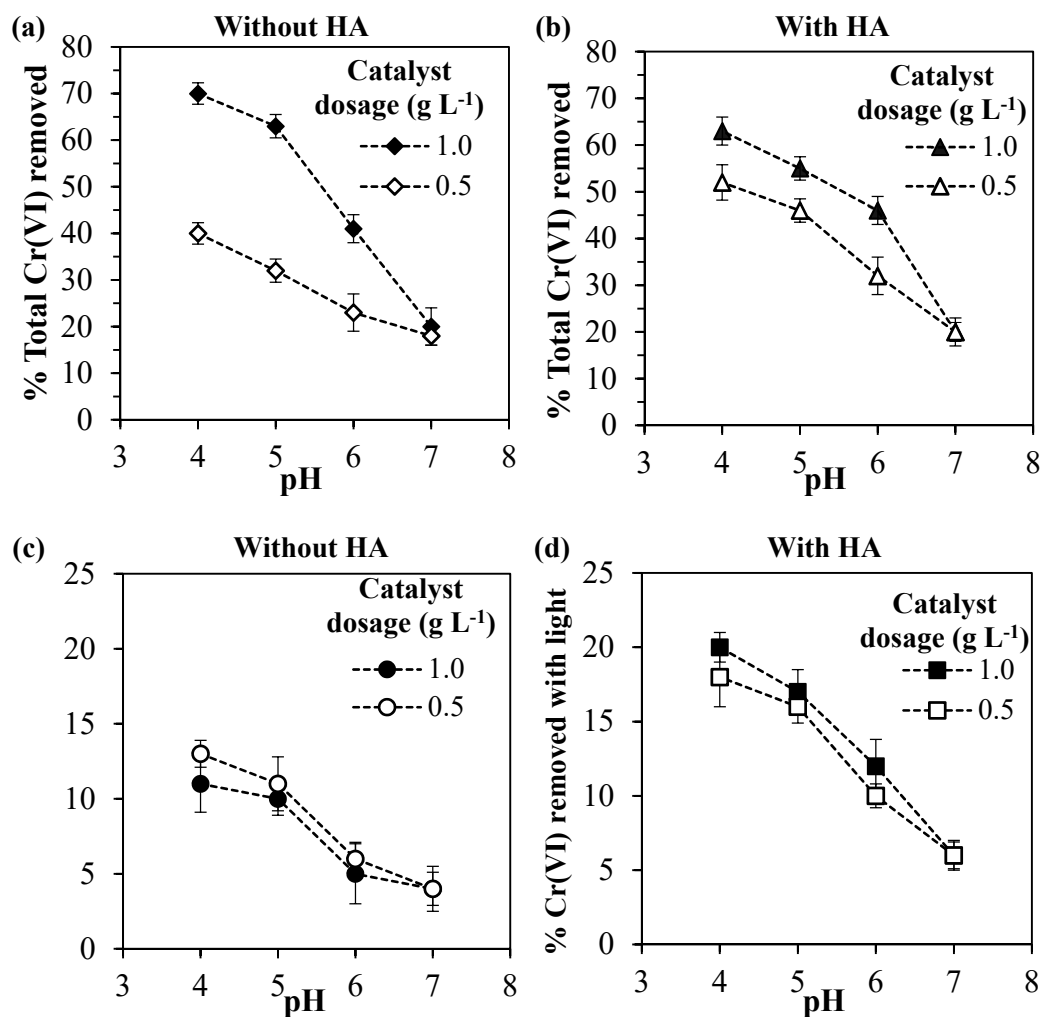 (a)
Without HA
% Total Cr(VI) removed
80
70
60
50
40
30
20
10
0
Catalyst
dosage (g L⁻¹)
1.0
0.5
3 4 5 6 7 8
pH
(b)
With HA
% Total Cr(VI) removed
80
70
60
50
40
30
20
10
0
Catalyst
dosage (g L⁻¹)
1.0
0.5
3 4 5 6 7 8
pH
(c)
Without HA
25
20
15
10
5
0
Catalyst
dosage (g L⁻¹)
1.0
0.5
3 4 5 6 7 8
pH
(d)
With HA
% Cr(VI) removed with light
25
20
15
10
5
0
Catalyst
dosage (g L⁻¹)
1.0
0.5
3 4 5 6 7 8
pH